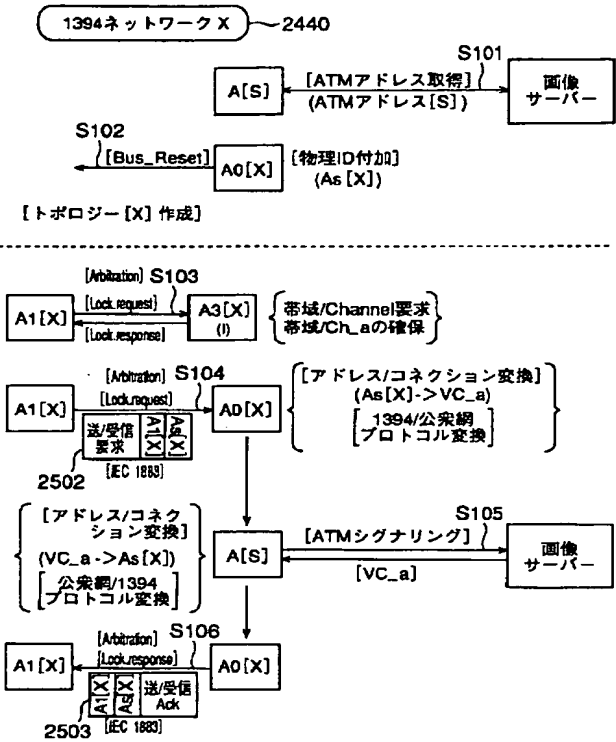 1394ネットワーク X
2440
S101
A[S]
[ATMアドレス取得]
(ATMアドレス[S])
画像
サーバー
S102
[Bus_Reset]
A0[X]
[物理ID付加]
(As[X])
[トポロジー[X] 作成]
[Arbitration]
S103
A1[X]
[Lock.request]
[Lock.response]
A3[X]
(I)
帯域/Channel要求
帯域/Ch_aの確保
[Arbitration]
S104
A1[X]
[Lock.request]
送/受信
要求
A1[X]
As[X]
2502
[IEC 1883]
A0[X]
[アドレス/コネクション変換]
(As[X]->VC_a)
1394/公衆網
プロトコル変換
[アドレス/コネク
ション変換]
(VC_a ->As[X])
公衆網/1394
プロトコル変換
A[S]
S105
[ATMシグナリング]
[VC_a]
画像
サーバー
[Arbitration]
S106
A1[X]
[Lock.response]
A0[X]
A1[X]
As[X]
送/受信
Ack
2503
[IEC 1883]